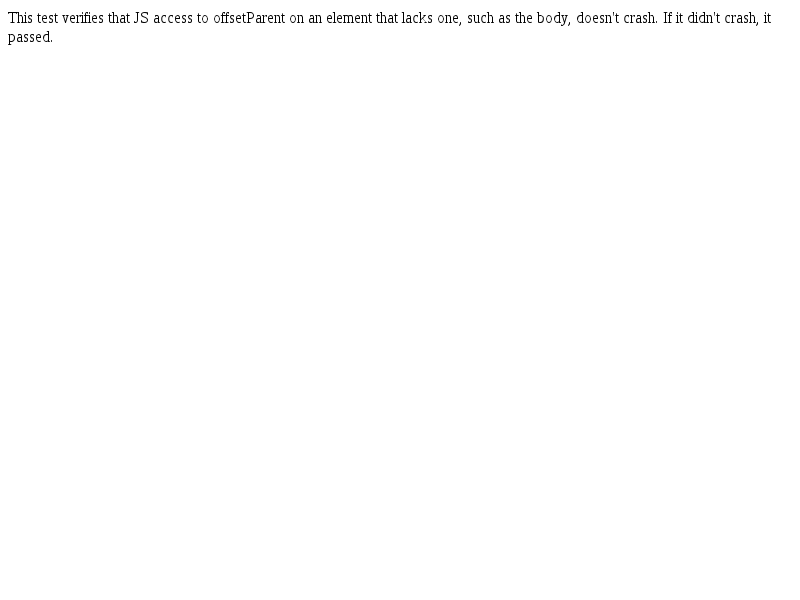 This test verifies that JS access to offsetParent on an element that lacks one, such as the body, doesn't crash. If it didn't crash, it
passed.